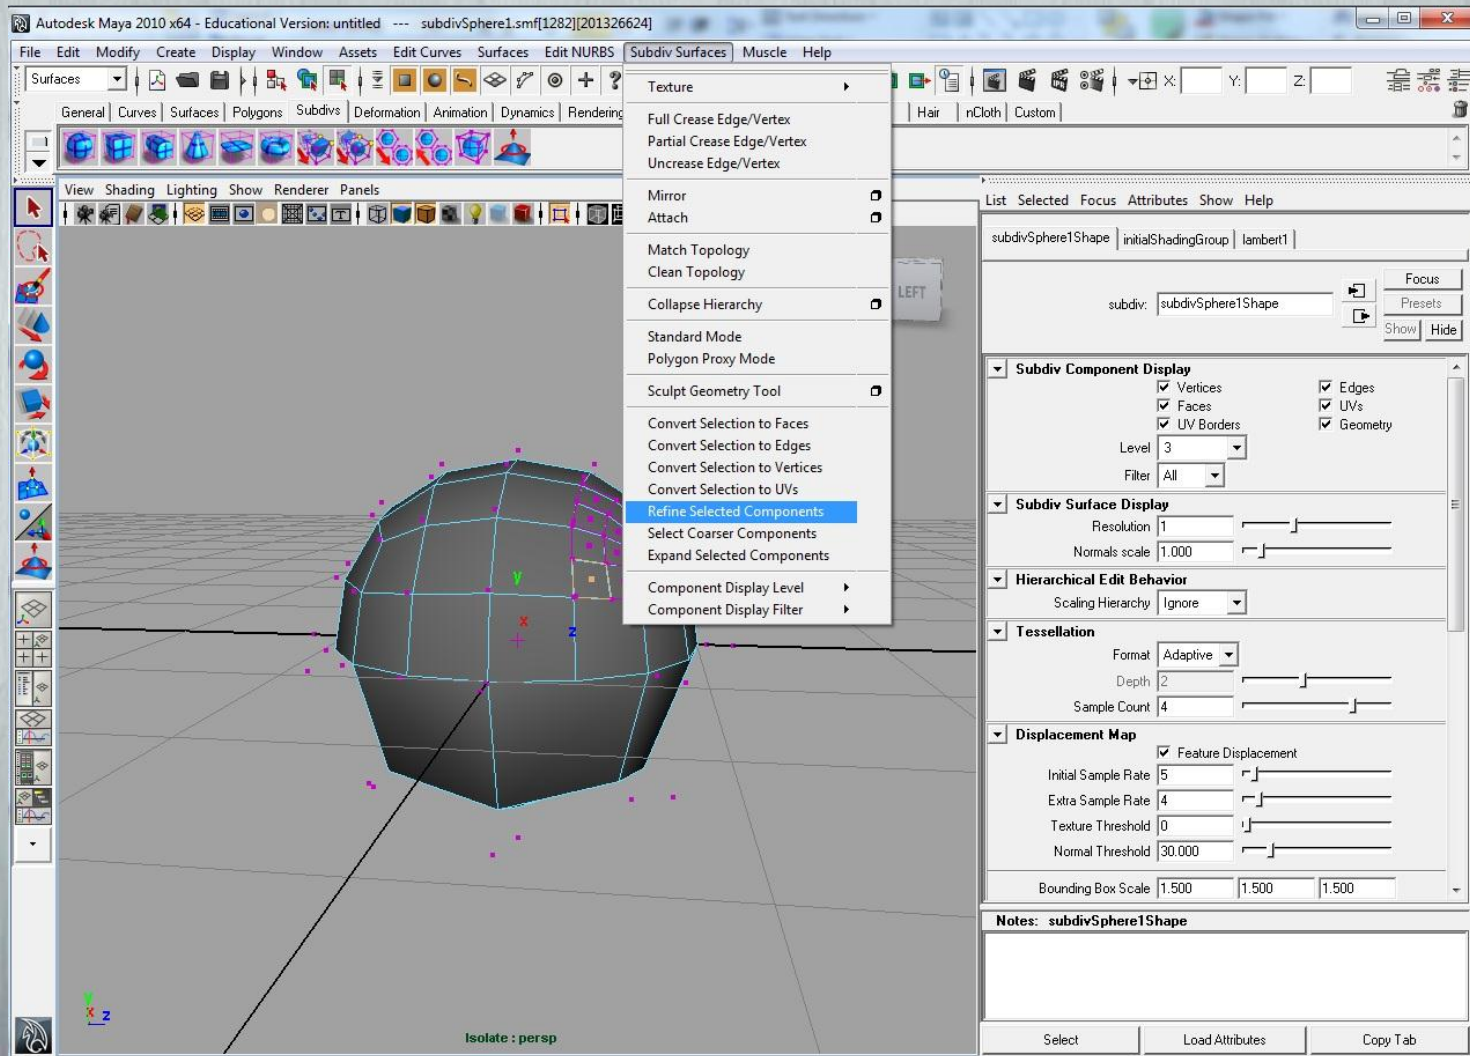 Autodesk Maya 2010 x64 - Educational Version: untitled --- subdivSphere1.smf[1282][201326624]
File Edit Modify Create Display Window Assets Edit Curves Surfaces Edit NURBS Subdiv Surfaces Muscle Help
Surfaces X: Y: Z:
General Curves Surfaces Polygons Subdivs Deformation Animation Dynamics Rendering Hair nCloth Custom
View Shading Lighting Show Renderer Panels
Texture
Full Crease Edge/Vertex
Partial Crease Edge/Vertex
Uncrease Edge/Vertex
Mirror
Attach
Match Topology
Clean Topology
Collapse Hierarchy
Standard Mode
Polygon Proxy Mode
Sculpt Geometry Tool
Convert Selection to Faces
Convert Selection to Edges
Convert Selection to Vertices
Convert Selection to UVs
Refine Selected Components
Select Coarser Components
Expand Selected Components
Component Display Level
Component Display Filter
LEFT
y
x
z
y
x z
Isolate : persp
List Selected Focus Attributes Show Help
subdivSphere1Shape initialShadingGroup lambert1
subdiv: subdivSphere1Shape
Focus
Presets
Show Hide
Subdiv Component Display
Vertices Edges
Faces UVs
UV Borders Geometry
Level 3
Filter All
Subdiv Surface Display
Resolution 1
Normals scale 1.000
Hierarchical Edit Behavior
Scaling Hierarchy Ignore
Tessellation
Format Adaptive
Depth 2
Sample Count 4
Displacement Map
Feature Displacement
Initial Sample Rate 5
Extra Sample Rate 4
Texture Threshold 0
Normal Threshold 30.000
Bounding Box Scale 1.500 1.500 1.500
Notes: subdivSphere1Shape
Select Load Attributes Copy Tab